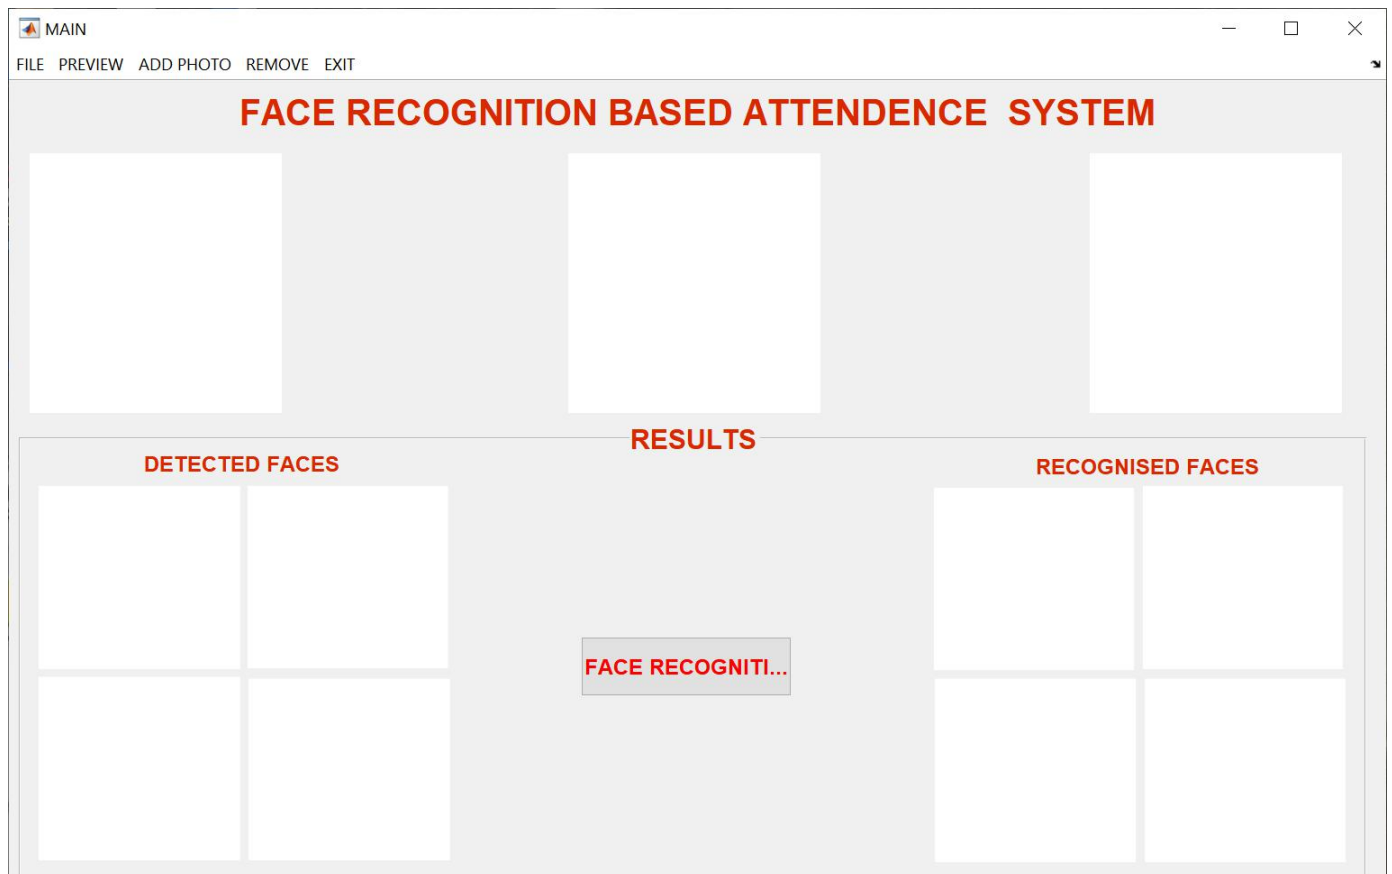 MAIN
FILE PREVIEW ADD PHOTO REMOVE EXIT
FACE RECOGNITION BASED ATTENDENCE SYSTEM
RESULTS
DETECTED FACES
RECOGNISED FACES
FACE RECOGNITI...